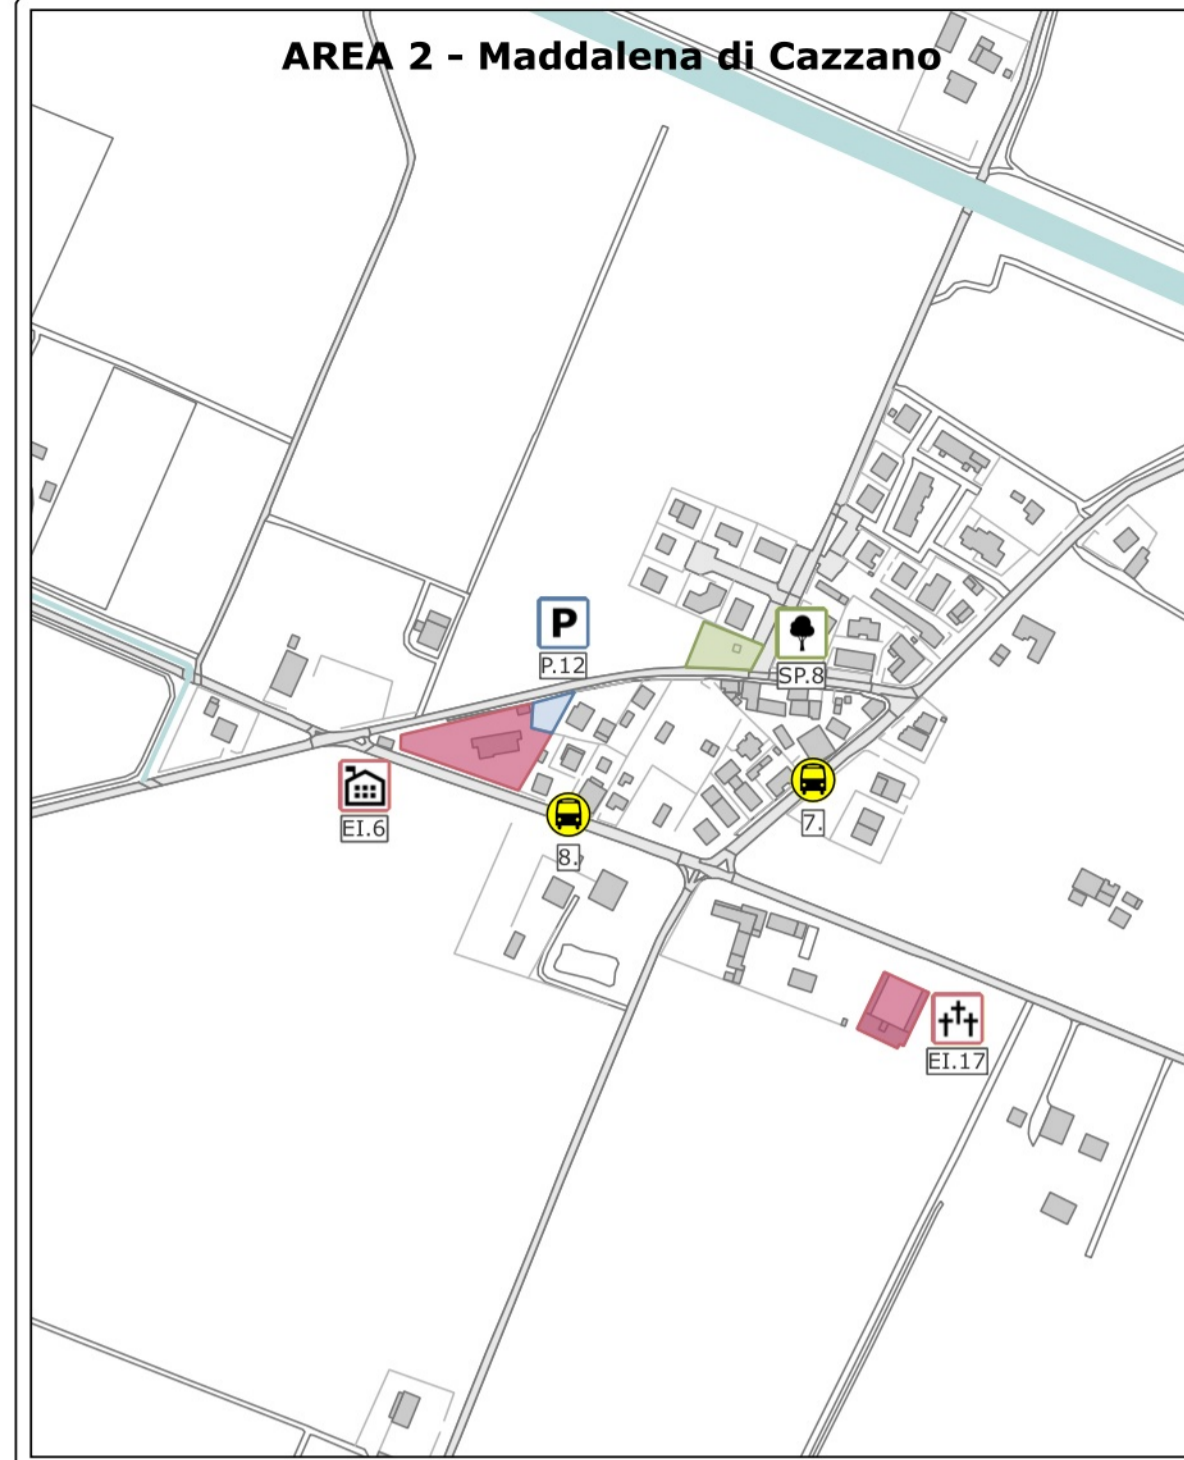 AREA 2 - Maddalena di Cazzano
P
P.12
SP.8
EI.6
7.
8.
EI.17